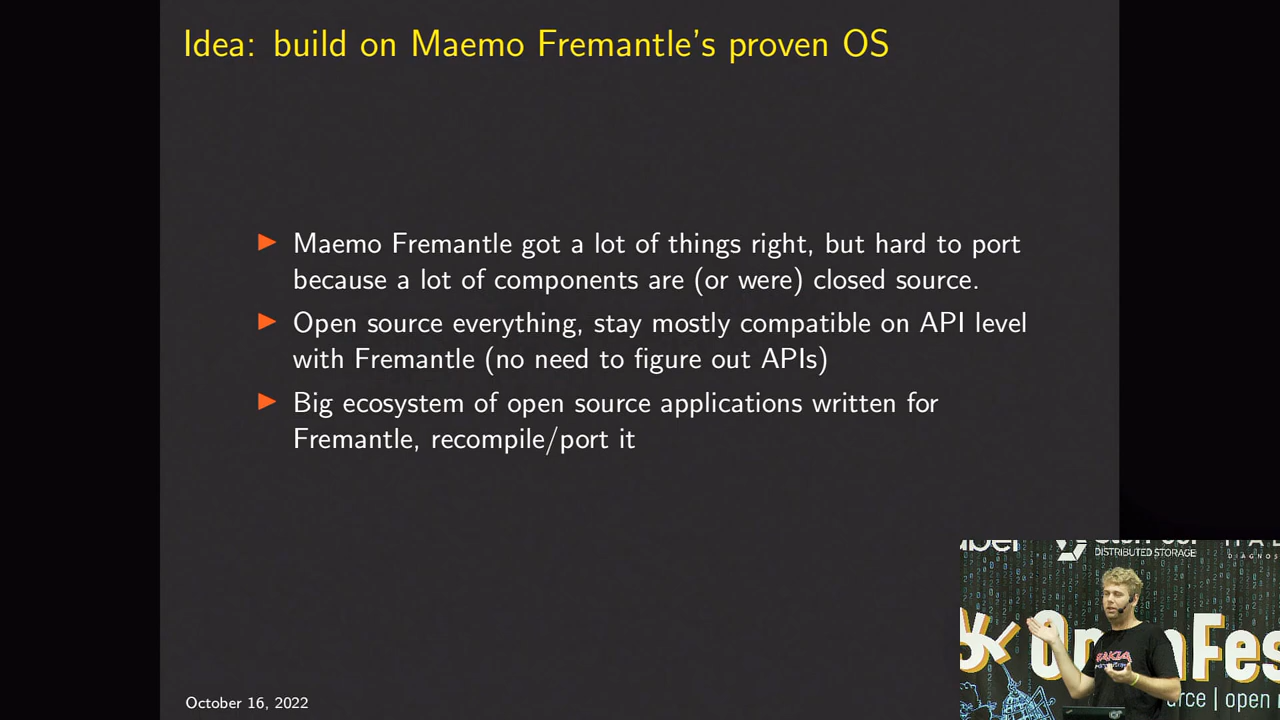 Idea: build on Maemo Fremantle's proven OS
Maemo Fremantle got a lot of things right, but hard to port
because a lot of components are (or were) closed source.
Open source everything, stay mostly compatible on API level
with Fremantle (no need to figure out APIs)
Big ecosystem of open source applications written for
Fremantle, recompile/port it
October 16, 2022
DISTRIBUTED STORAGE